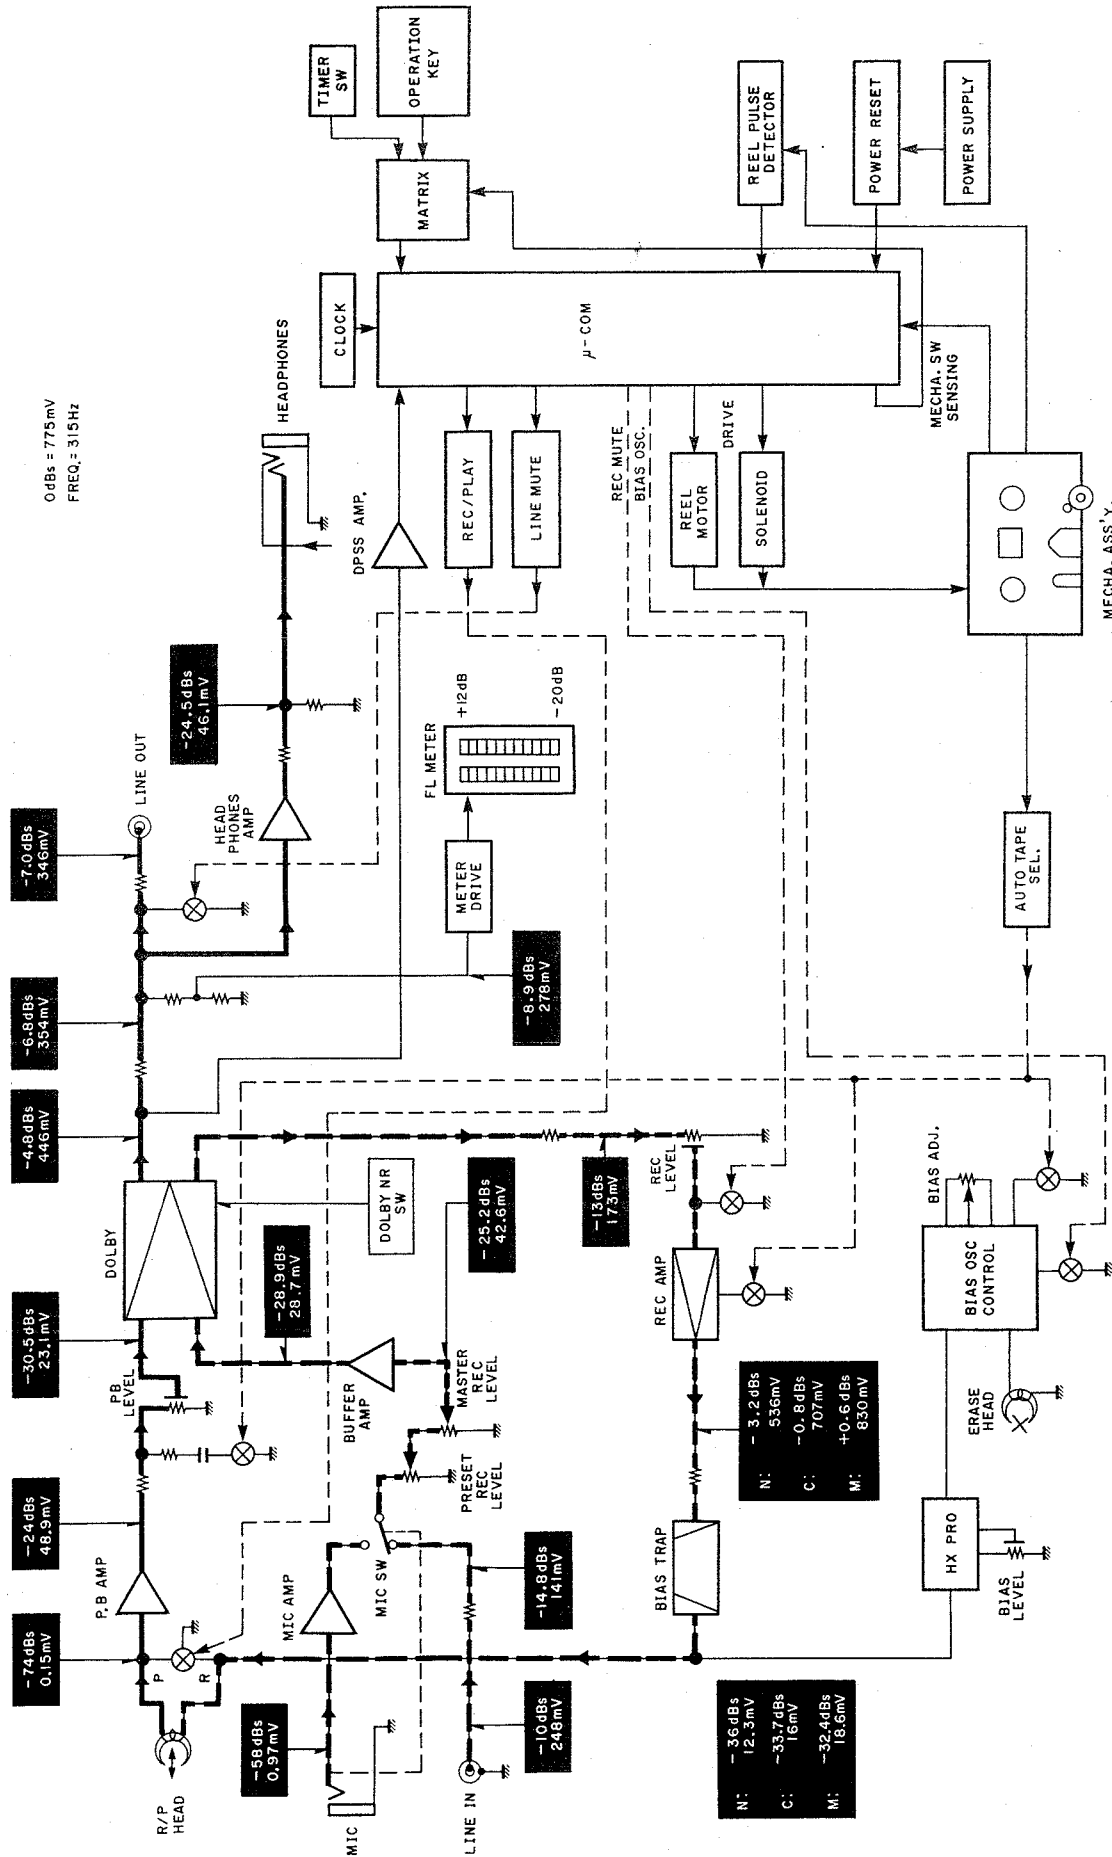 0dBs = 775mV
FREQ. = 315Hz
-74dBs
0.15mV
-24dBs
48.9mV
-30.5dBs
23.1mV
-4.8dBs
446mV
-6.8dBs
354mV
-7.0dBs
346mV
LINE OUT
R/P
HEAD
P
R
P.B AMP
PB
LEVEL
DOLBY
HEAD
PHONES
AMP
-24.5dBs
46.1mV
HEADPHONES
TIMER
SW
OPERATION
KEY
MATRIX
CLOCK
-58dBs
0.97mV
MIC AMP
MIC
MIC SW
BUFFER
AMP
-28.9dBs
28.7mV
DOLBY NR
SW
DPSS AMP.
PRESET
REC
LEVEL
MASTER
REC
LEVEL
-25.2dBs
42.6mV
-8.9dBs
278mV
METER
DRIVE
FL METER
+12dB
-20dB
REC/PLAY
LINE MUTE
LINE IN
-10dBs
248mV
-14.8dBs
141mV
-13dBs
173mV
REC MUTE
BIAS OSC.
μ-COM
REC
LEVEL
REC AMP
BIAS TRAP
REEL
MOTOR
DRIVE
SOLENOID
REEL PULSE
DETECTOR
POWER RESET
POWER SUPPLY
N: -36dBs
12.3mV
C: -33.7dBs
16mV
M: -32.4dBs
18.6mV
N: -3.2dBs
536mV
C: -0.8dBs
707mV
M: +0.6dBs
830mV
MECHA. SW
SENSING
HX PRO
BIAS
LEVEL
ERASE
HEAD
BIAS OSC
CONTROL
BIAS ADJ.
AUTO TAPE
SEL.
MECHA. ASS'Y.